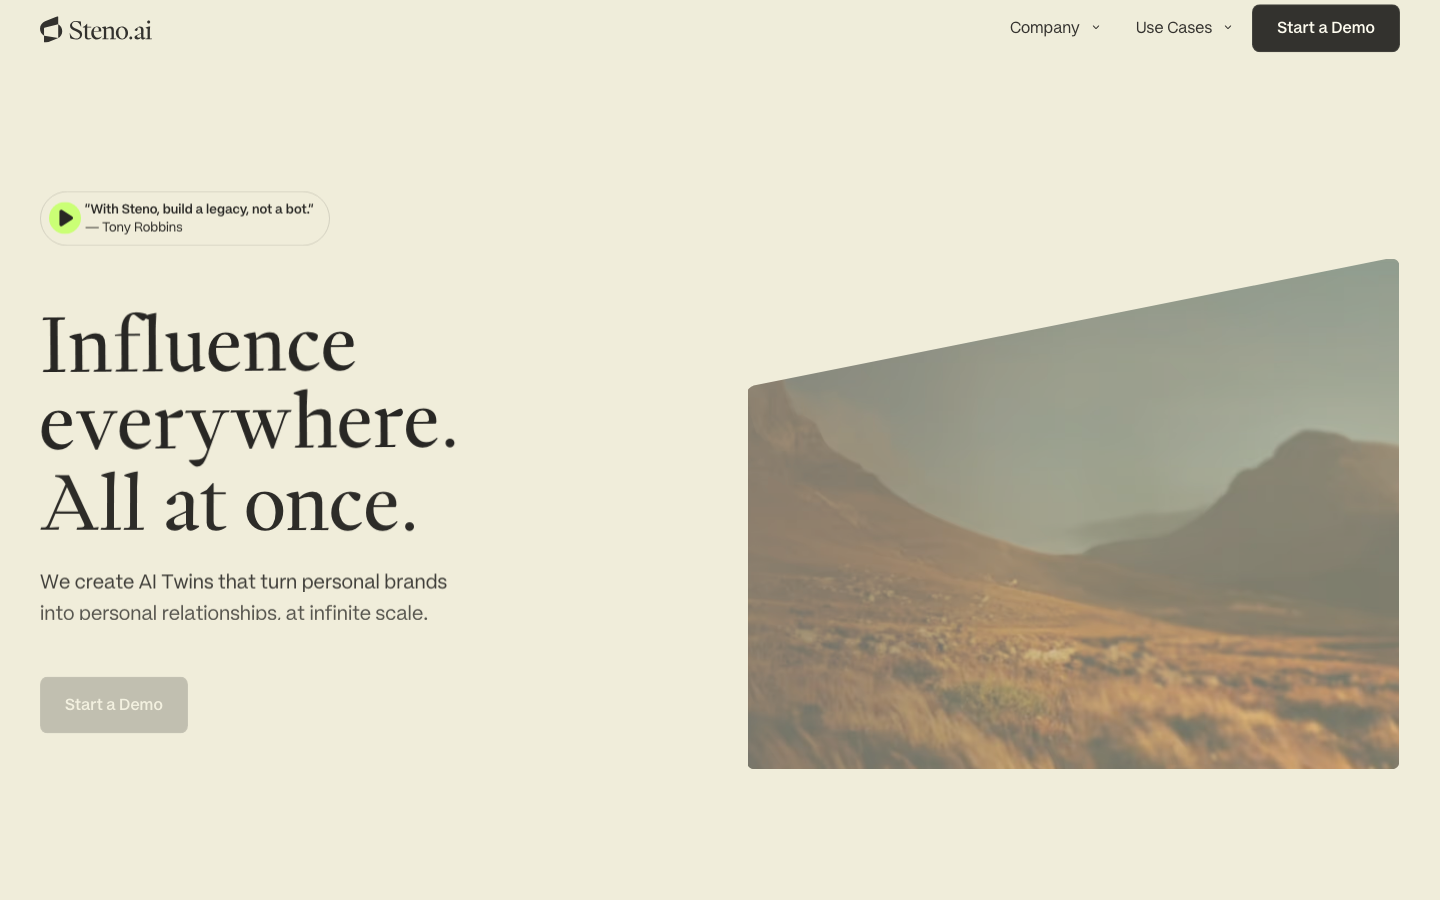 Steno.ai
Company
Use Cases
Start a Demo
"With Steno, build a legacy, not a bot."
— Tony Robbins
Influence
everywhere.
All at once.
We create AI Twins that turn personal brands
into personal relationships, at infinite scale.
Start a Demo